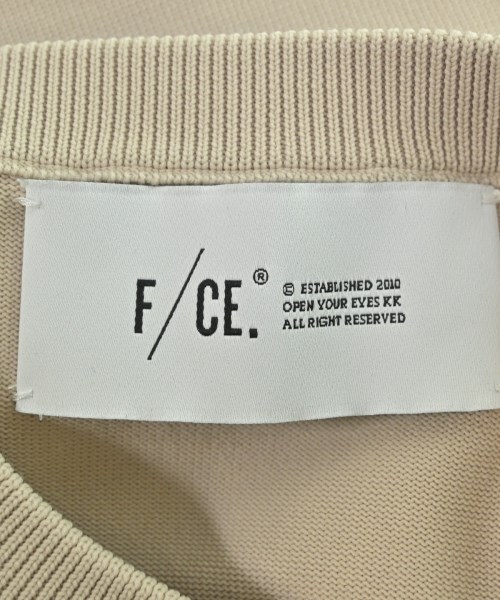 F/CE.®
© ESTABLISHED 2010
OPEN YOUR EYES KK
ALL RIGHT RESERVED